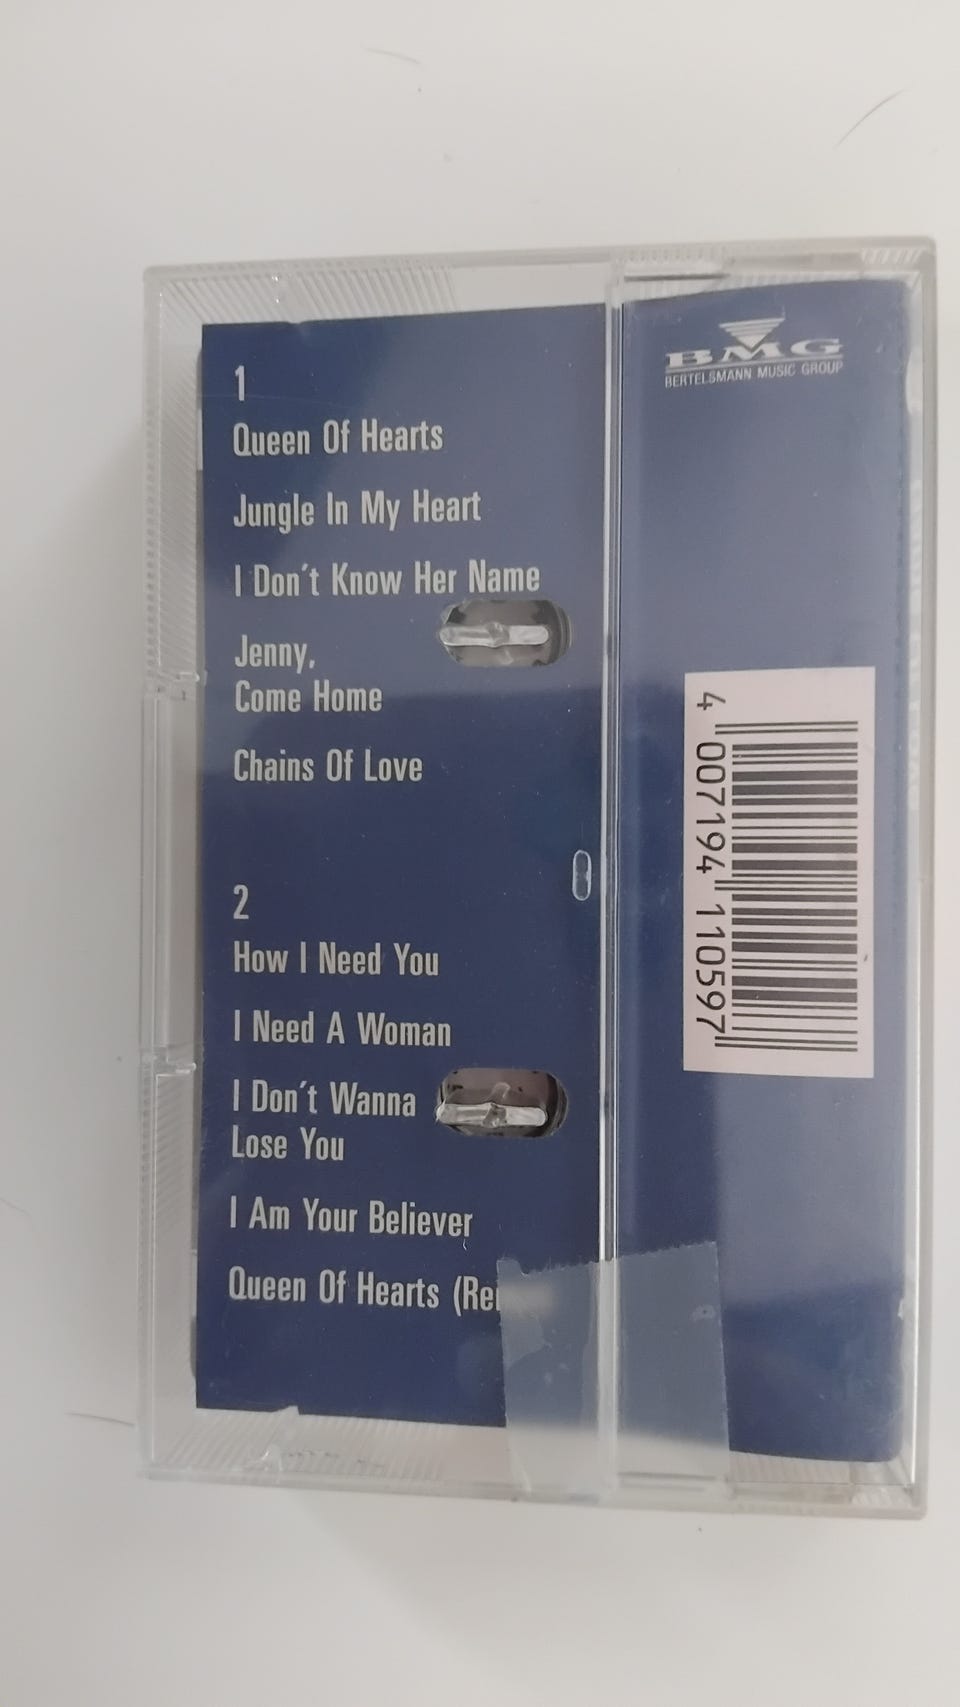 1
Queen Of Hearts
Jungle In My Heart
I Don't Know Her Name
Jenny,
Come Home
Chains Of Love
2
How I Need You
I Need A Woman
I Don't Wanna
Lose You
I Am Your Believer
Queen Of Hearts
BMG
BERTELSMANN MUSIC GROUP
4 007194 110597